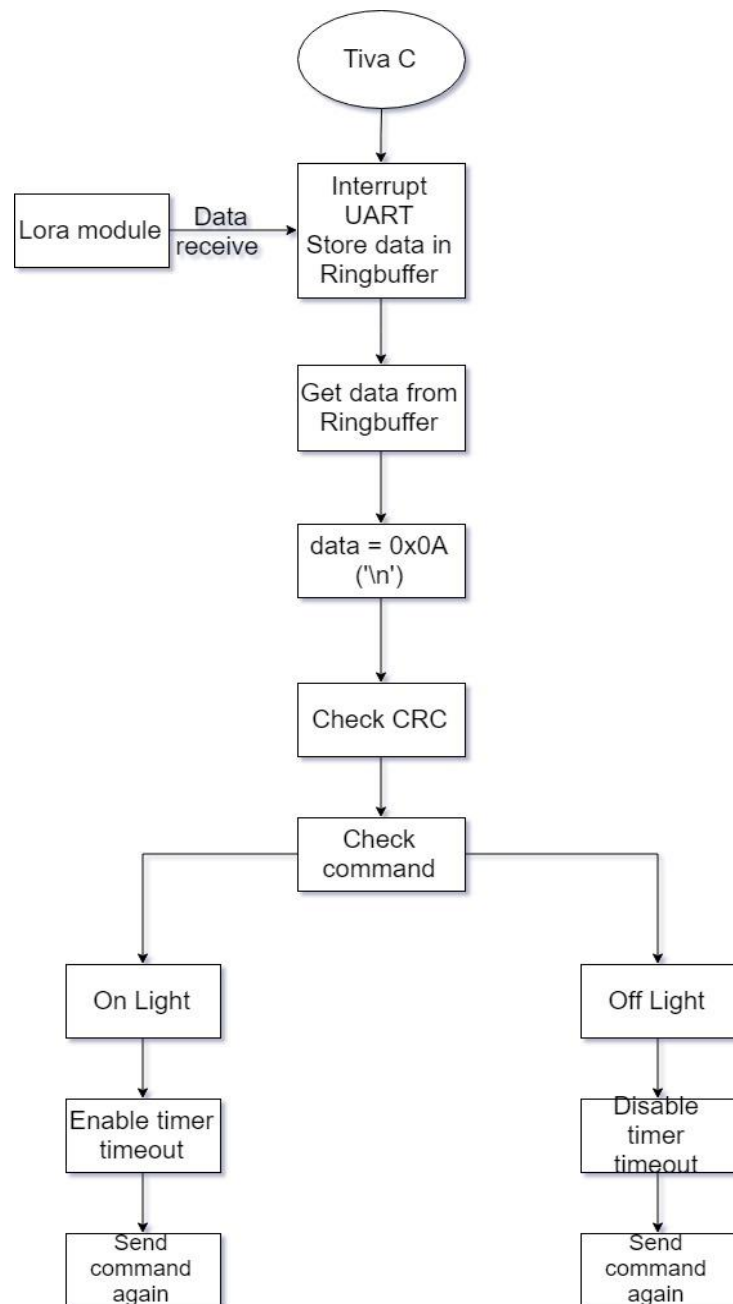 Tiva C
Interrupt
UART
Store data in
Ringbuffer
Lora module
Data
receive
Get data from
Ringbuffer
data = 0x0A
('\n')
Check CRC
Check
command
On Light
Off Light
Enable timer
timeout
Disable
timer
timeout
Send
command
again
Send
command
again